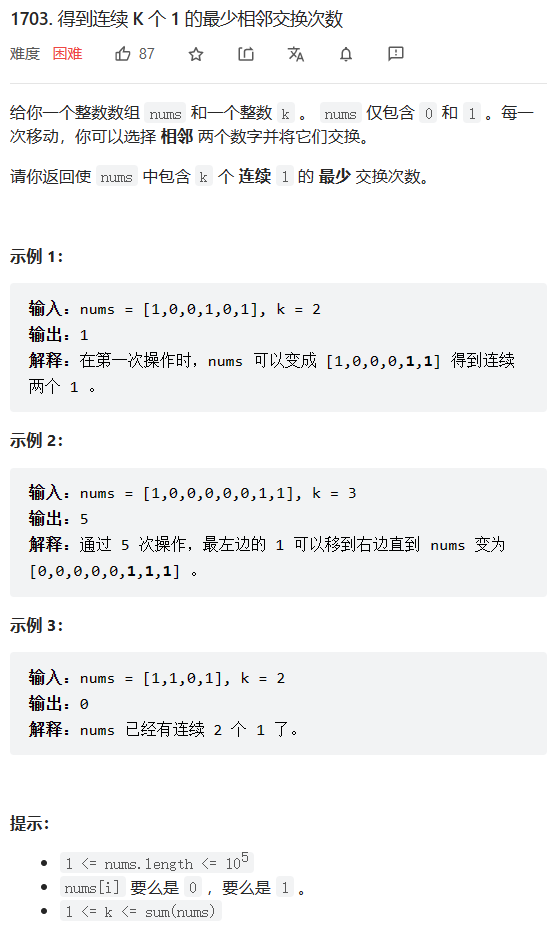 1703. 得到连续 K 个 1 的最少相邻交换次数
难度 困难 87
给你一个整数数组 nums 和一个整数 k 。 nums 仅包含 0 和 1 。每一
次移动，你可以选择 相邻 两个数字并将它们交换。
请你返回使 nums 中包含 k 个 连续 1 的 最少 交换次数。
示例 1：
输入：nums = [1,0,0,1,0,1], k = 2
输出：1
解释：在第一次操作时，nums 可以变成 [1,0,0,0,1,1] 得到连续
两个 1 。
示例 2：
输入：nums = [1,0,0,0,0,0,1,1], k = 3
输出：5
解释：通过 5 次操作，最左边的 1 可以移到右边直到 nums 变为
[0,0,0,0,0,1,1,1] 。
示例 3：
输入：nums = [1,1,0,1], k = 2
输出：0
解释：nums 已经有连续 2 个 1 了。
提示：
• 1 <= nums.length <= 10^5
• nums[i] 要么是 0 ，要么是 1 。
• 1 <= k <= sum(nums)